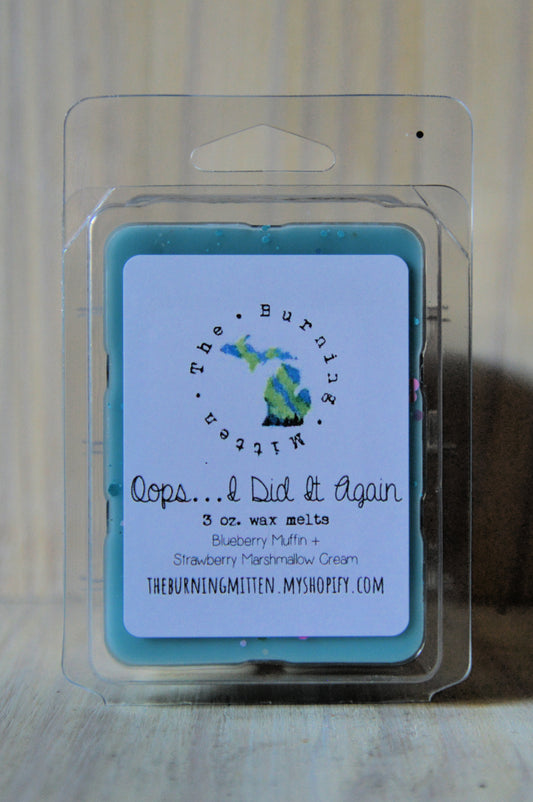 The • Burning • Mitten •
Oops...I Did It Again
3 oz. wax melts
Blueberry Muffin +
Strawberry Marshmallow Cream
THEBURNINGMITTEN.MYSHOPIFY.COM